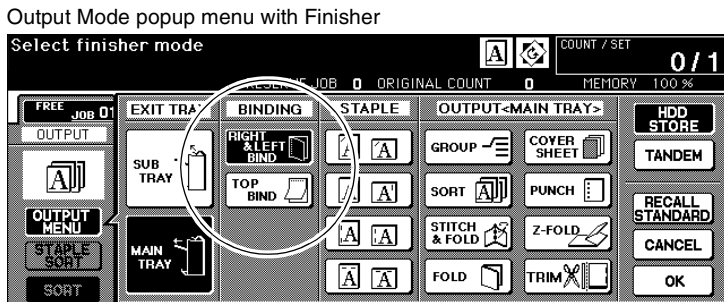 Output Mode popup menu with Finisher
Select finisher mode
COUNT / SET
0/1
RESERVE JOB 0 ORIGINAL COUNT 0 MEMORY 100 %
FREE JOB 01
OUTPUT
OUTPUT
MENU
STAPLE
SORT
SORT
EXIT TRAY
SUB
TRAY
MAIN
TRAY
BINDING
RIGHT
&LEFT
BIND
TOP
BIND
STAPLE
OUTPUT<MAIN TRAY>
GROUP
COVER
SHEET
SORT
PUNCH
STITCH
& FOLD
Z-FOLD
FOLD
TRIM
HDD
STORE
TANDEM
RECALL
STANDARD
CANCEL
OK